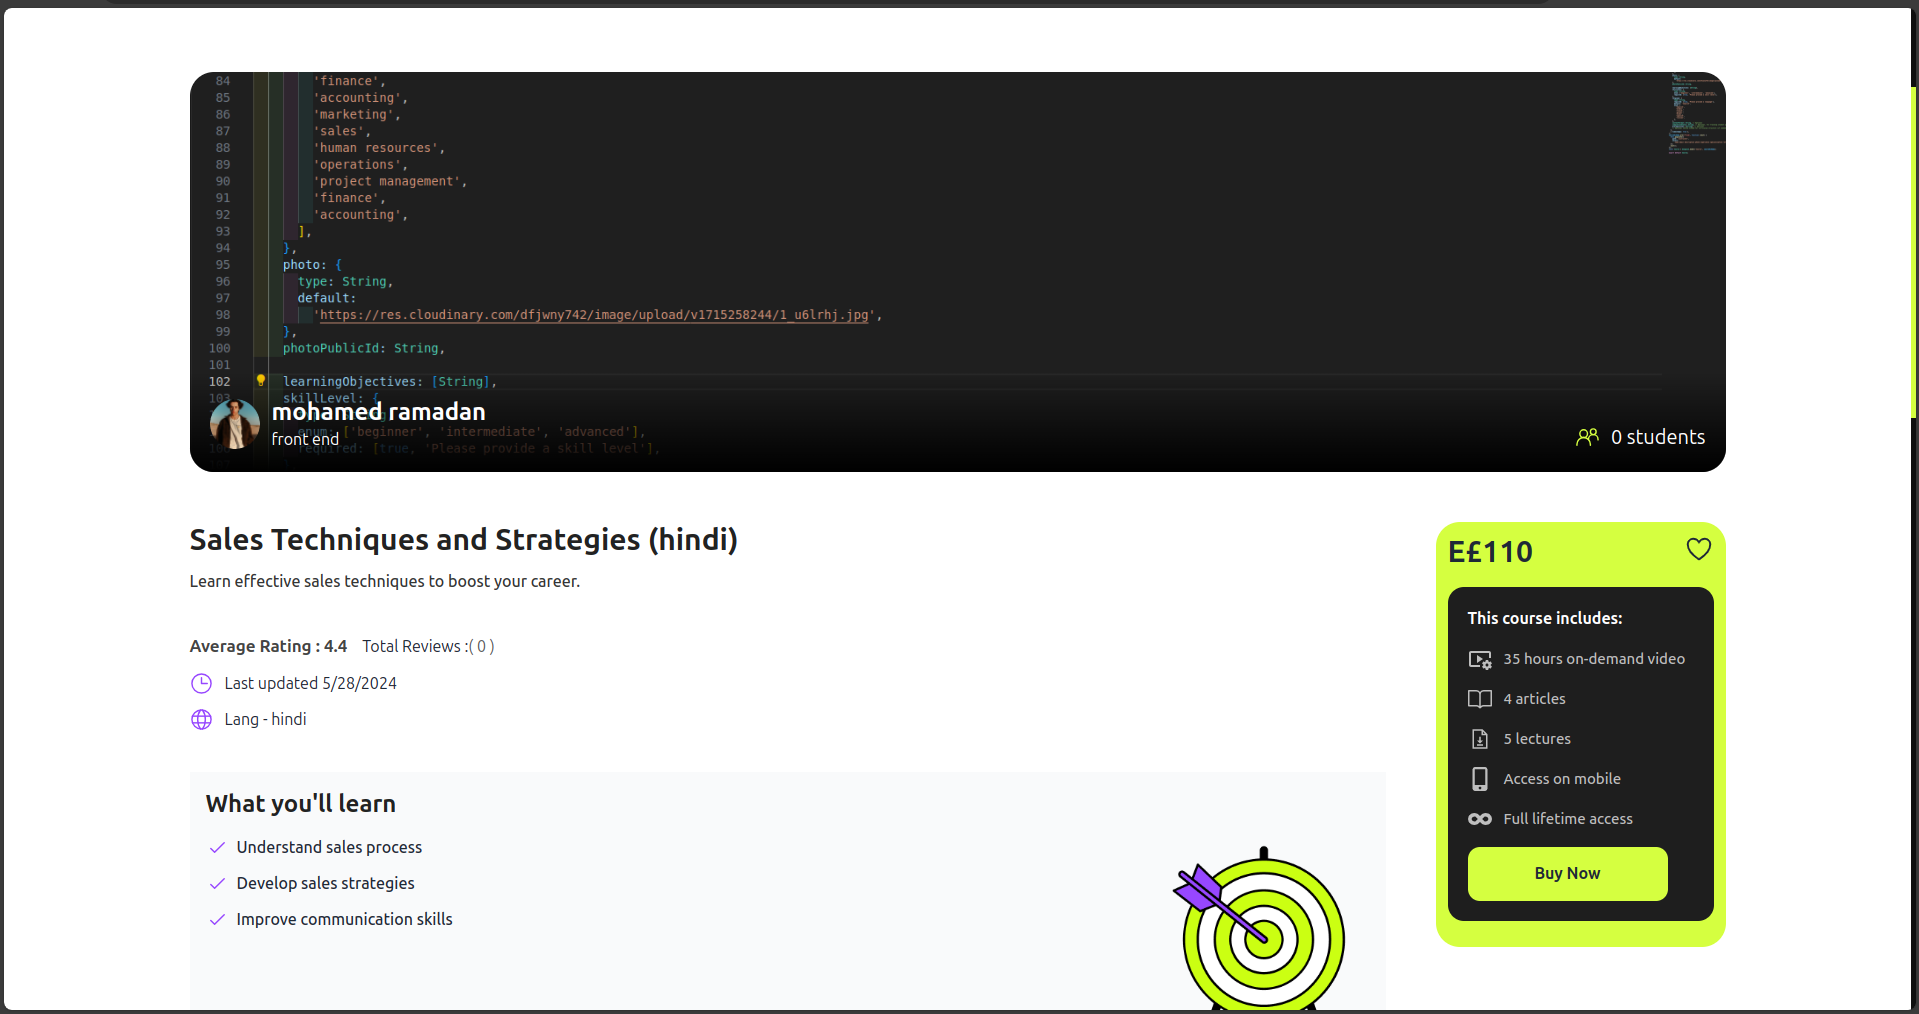 84 'finance',
85 'accounting',
86 'marketing',
87 'sales',
88 'human resources',
89 'operations',
90 'project management',
91 'finance',
92 'accounting',
93 ],
94 },
95 photo: {
96 type: String,
97 default:
98 'https://res.cloudinary.com/dfjwny742/image/upload/v1715258244/1_u6lrhj.jpg',
99 },
100 photoPublicId: String,
101
102 learningObjectives: [String],
103 skillLevel: {
mohamed ramadan
enum: ['beginner', 'intermediate', 'advanced'],
front end
required: [true, 'Please provide a skill level'],
0 students
Sales Techniques and Strategies (hindi)
Learn effective sales techniques to boost your career.
Average Rating : 4.4 Total Reviews :( 0 )
Last updated 5/28/2024
Lang - hindi
What you'll learn
Understand sales process
Develop sales strategies
Improve communication skills
E£110
This course includes:
35 hours on-demand video
4 articles
5 lectures
Access on mobile
Full lifetime access
Buy Now